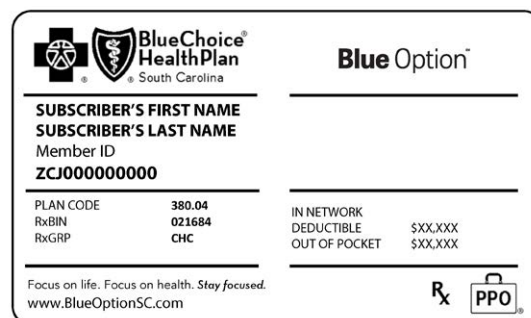 BlueChoice®
HealthPlan
® ® South Carolina
Blue Option℠
SUBSCRIBER'S FIRST NAME
SUBSCRIBER'S LAST NAME
Member ID
ZCJ000000000
PLAN CODE 380.04
RxBIN 021684
RxGRP CHC
IN NETWORK
DEDUCTIBLE $XX,XXX
OUT OF POCKET $XX,XXX
Focus on life. Focus on health. Stay focused.
www.BlueOptionSC.com
Rx
PPO®